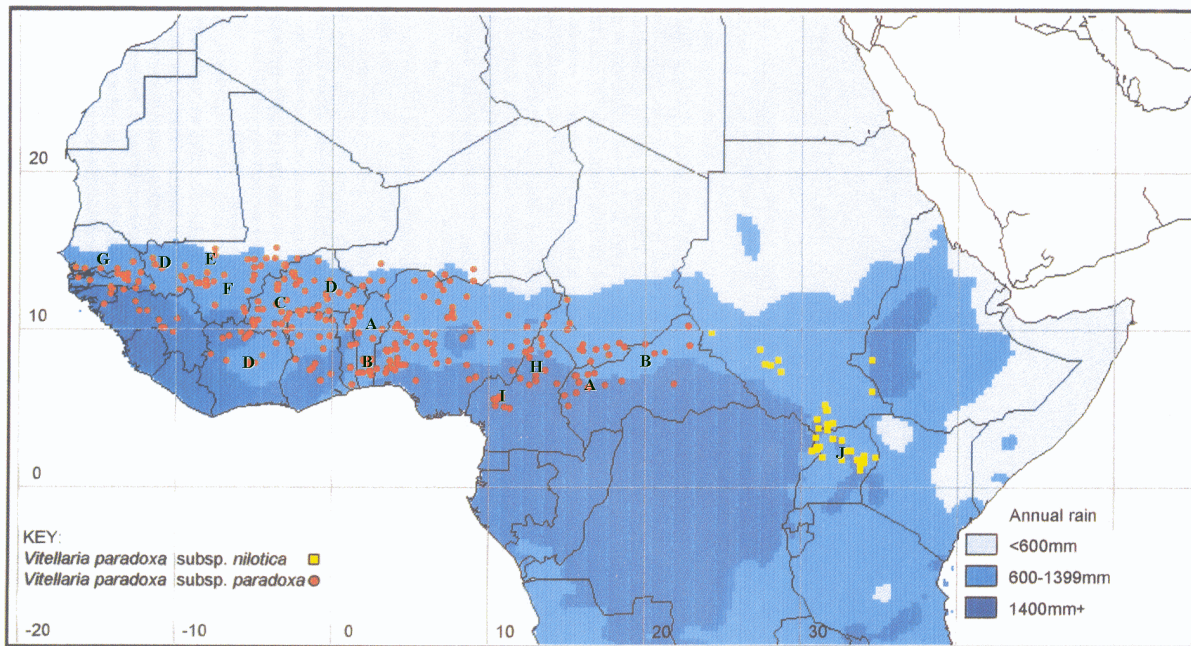 20
G
D
E
F
C
D
A
10
D
B
H
A
B
I
J
0
KEY:
Vitellaria paradoxa subsp. nilotica
Vitellaria paradoxa subsp. paradoxa
Annual rain
<600mm
600-1399mm
1400mm+
-20
-10
0
10
20
30